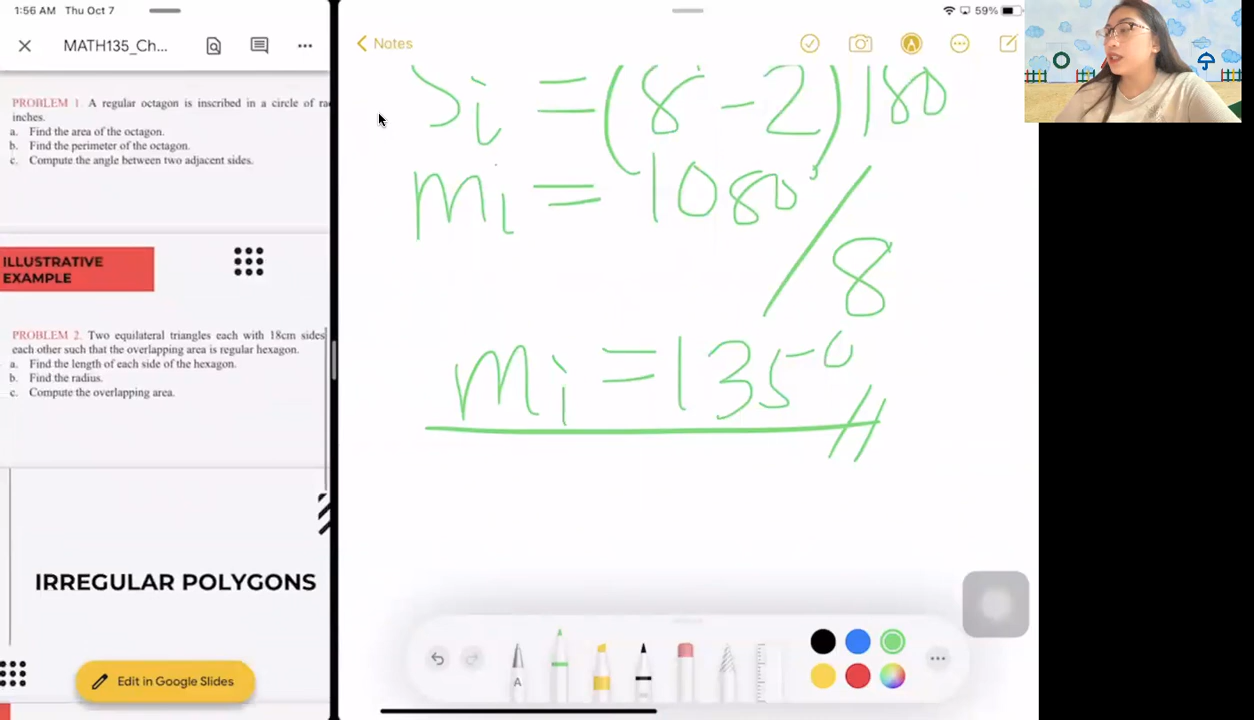 1:56 AM Thu Oct 7
MATH135_Ch...
PROBLEM 1. A regular octagon is inscribed in a circle of ra
inches.
a. Find the area of the octagon.
b. Find the perimeter of the octagon.
c. Compute the angle between two adjacent sides.
ILLUSTRATIVE
EXAMPLE
PROBLEM 2. Two equilateral triangles each with 18cm sides
each other such that the overlapping area is regular hexagon.
a. Find the length of each side of the hexagon.
b. Find the radius.
c. Compute the overlapping area.
IRREGULAR POLYGONS
Edit in Google Slides
59%
Notes
Si = (8-2)180
mi = 1080°/8
mi = 135° //
A